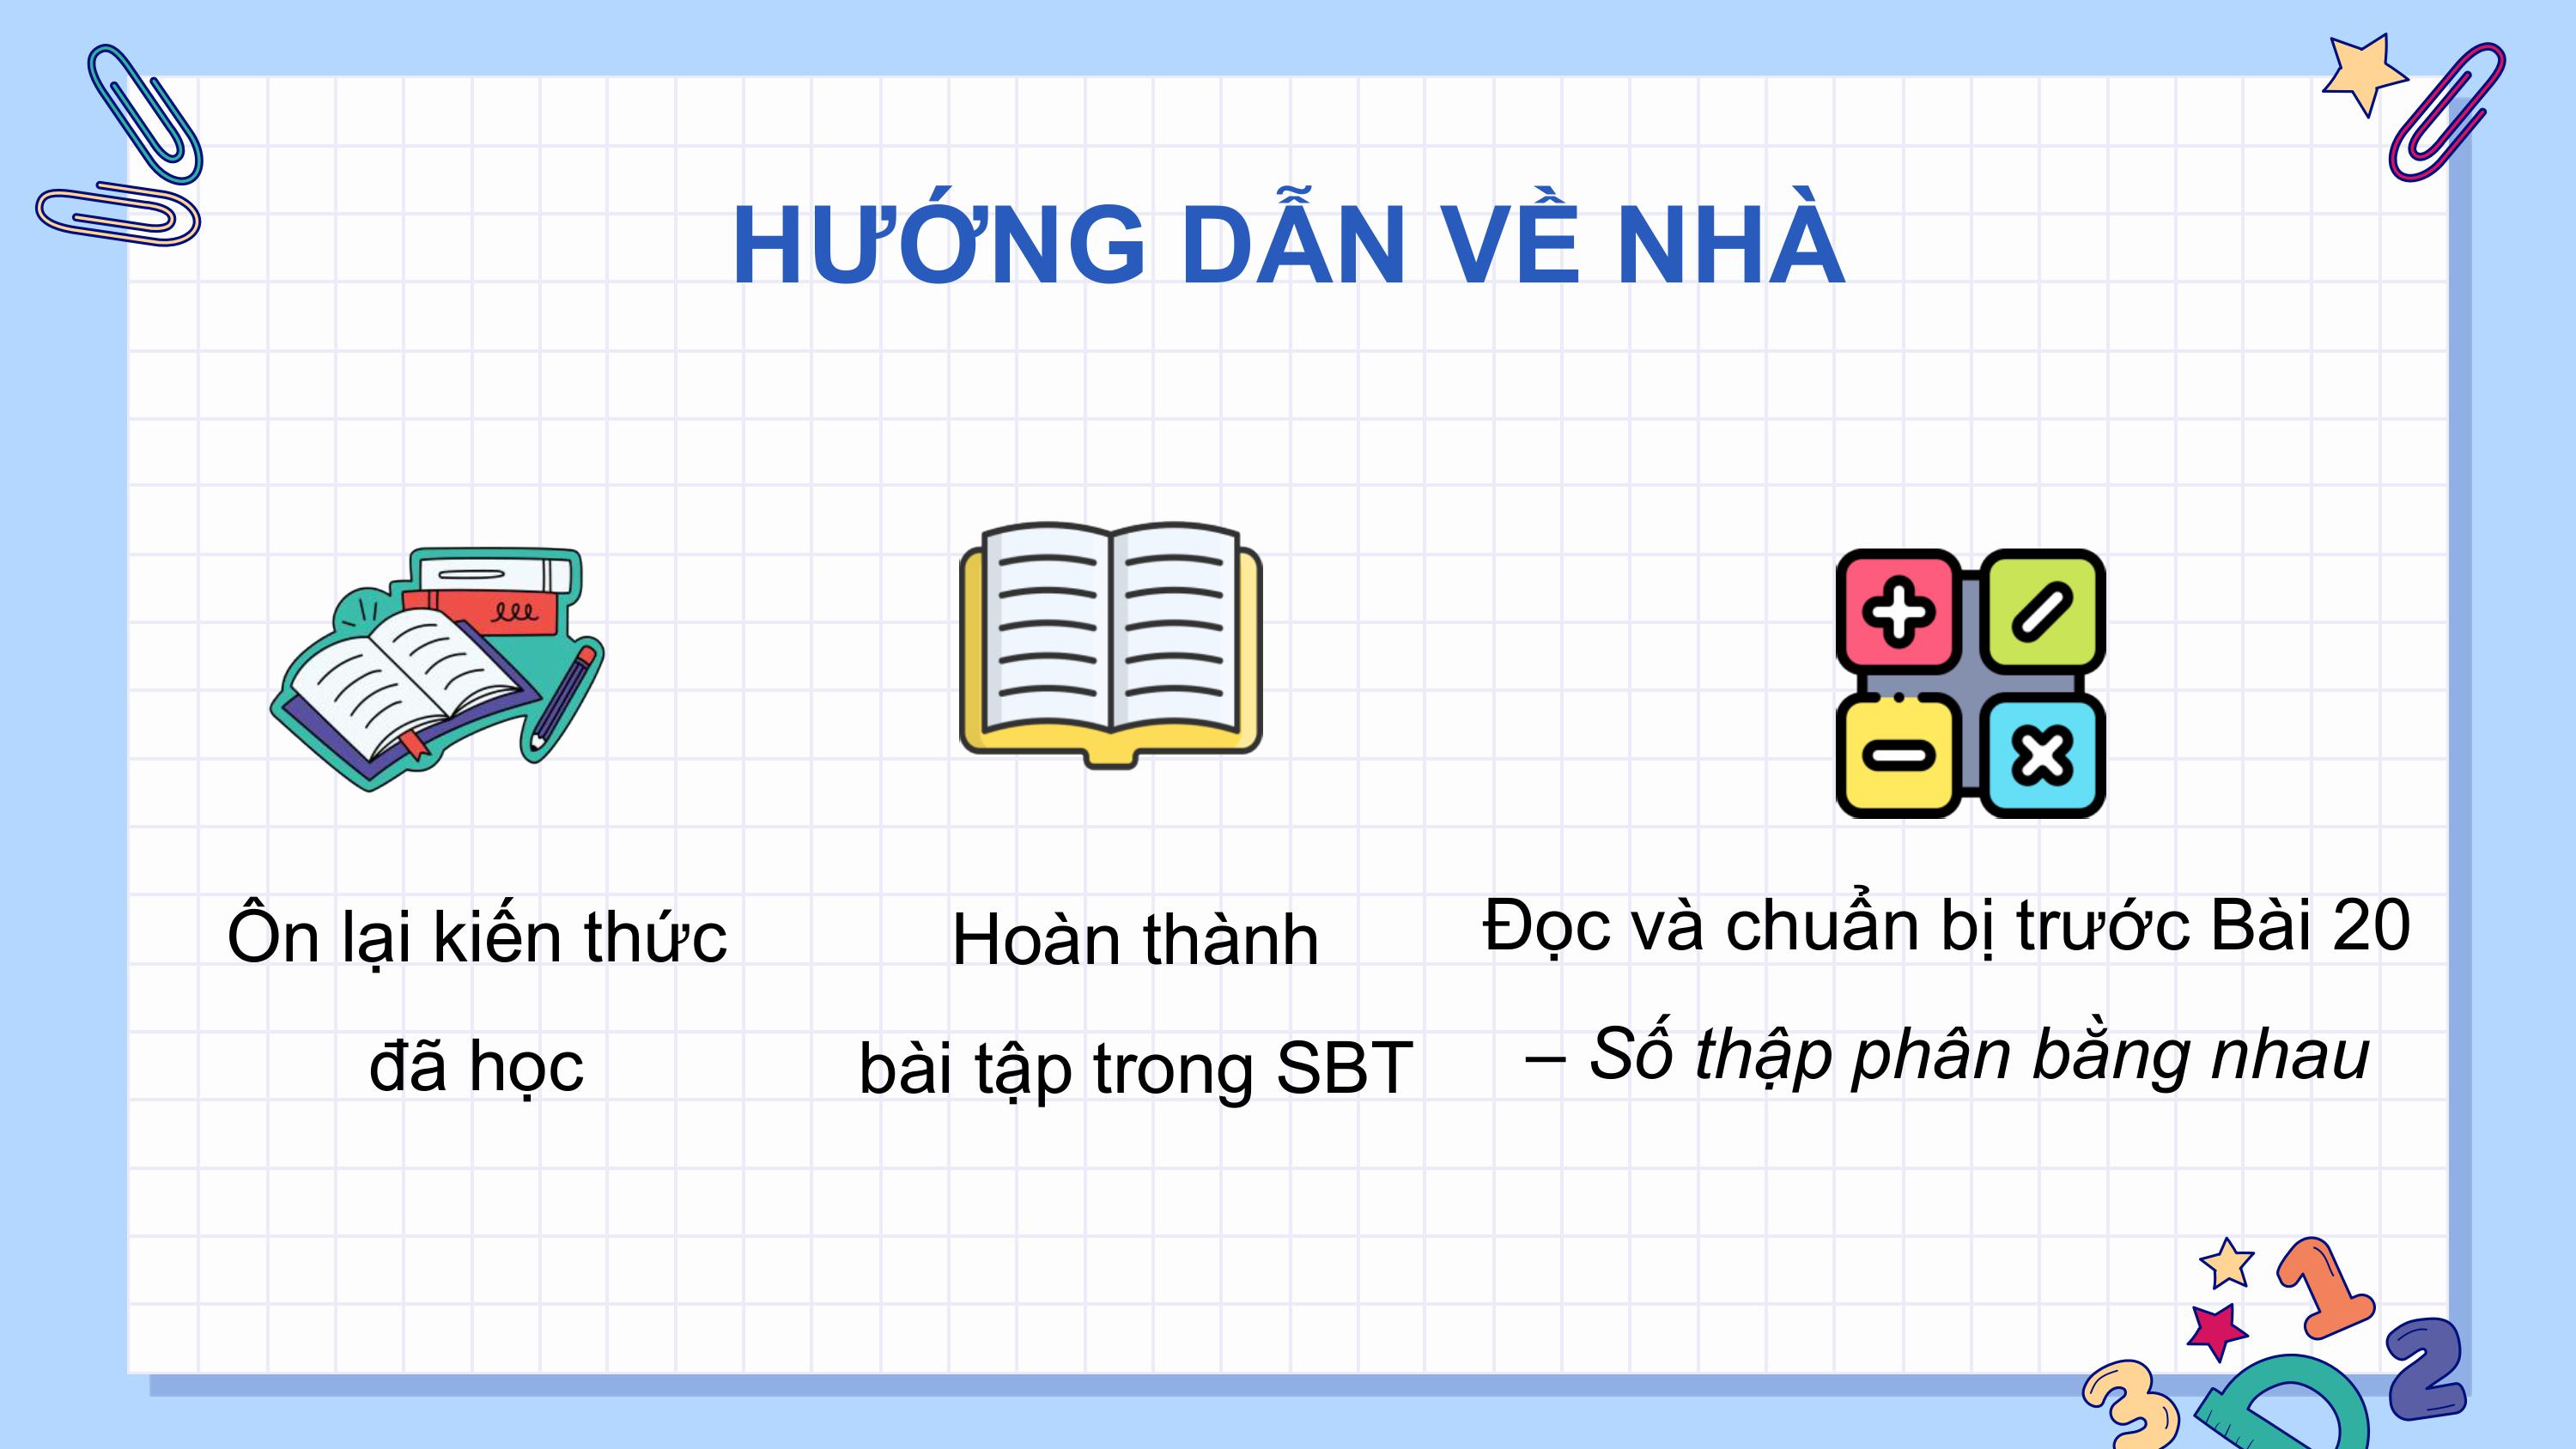 HƯỚNG DẪN VỀ NHÀ
Ôn lại kiến thức
đã học
Hoàn thành
bài tập trong SBT
Đọc và chuẩn bị trước Bài 20
– Số thập phân bằng nhau
1
2
3